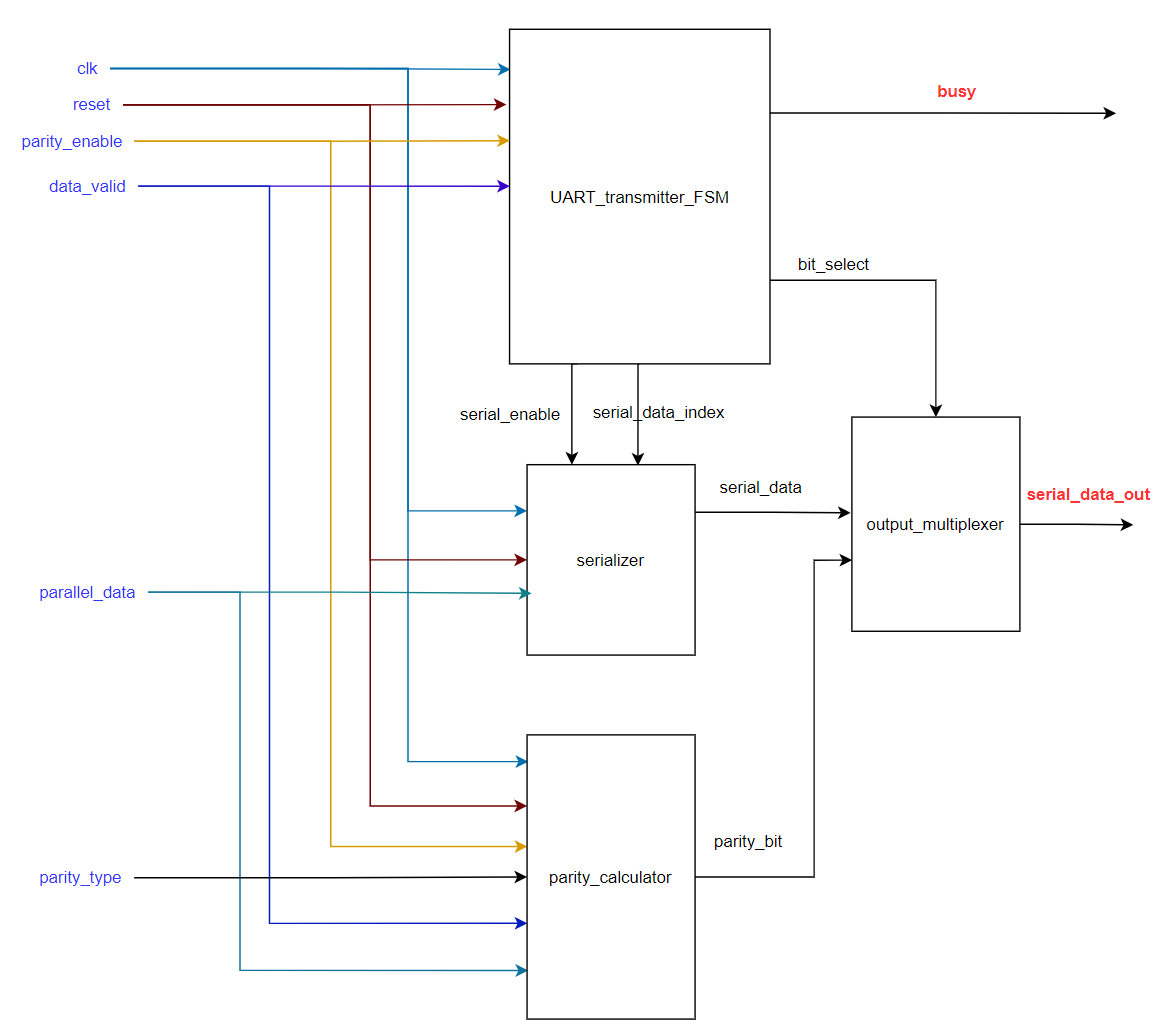 clk
reset
parity_enable
data_valid
busy
UART_transmitter_FSM
bit_select
serial_enable
serial_data_index
serial_data
serial_data_out
output_multiplexer
serializer
parallel_data
parity_bit
parity_type
parity_calculator